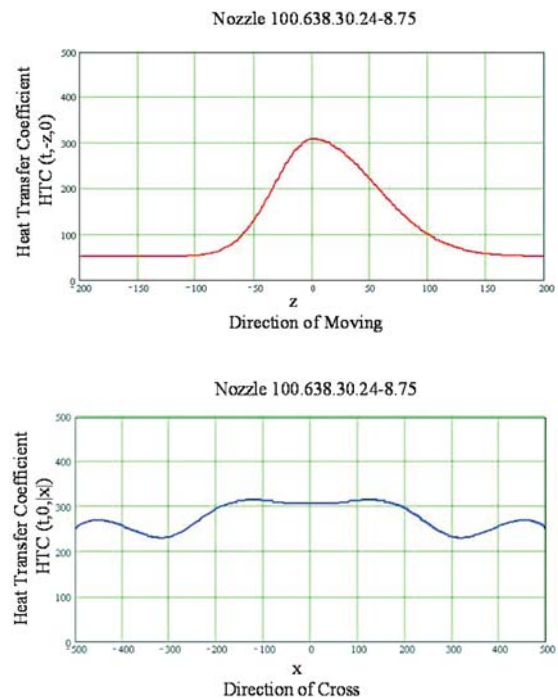 Nozzle 100.638.30.24-8.75
Heat Transfer Coefficient
HTC (t,-z,0)
500
400
300
200
100
0
-200 -150 -100 -50 0 50 100 150 200
z
Direction of Moving
Nozzle 100.638.30.24-8.75
Heat Transfer Coefficient
HTC (t,0,|x|)
500
400
300
200
100
0
-500 -400 -300 -200 -100 0 100 200 300 400 500
x
Direction of Cross